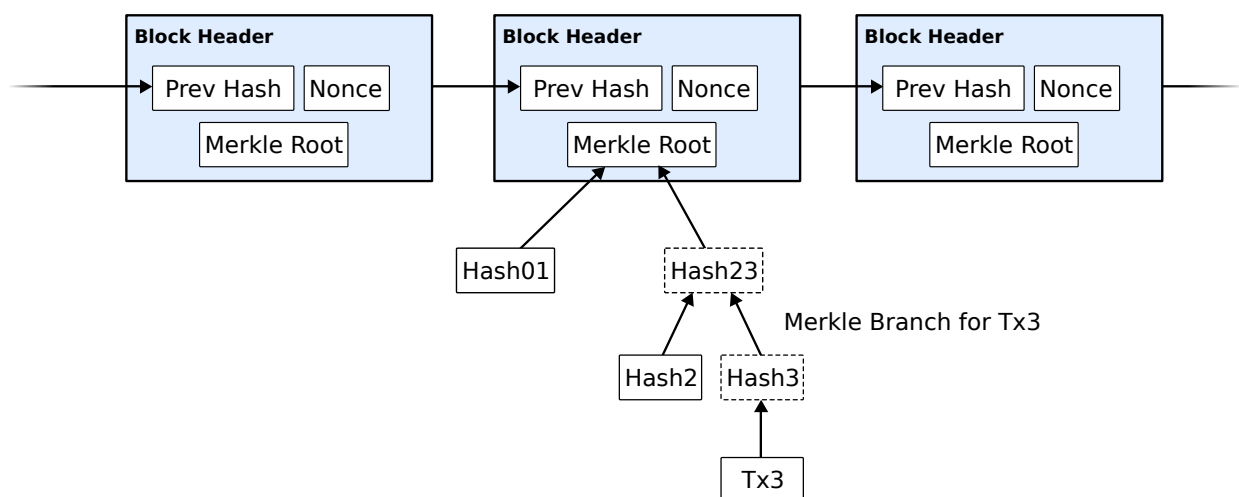 Block Header
Prev Hash Nonce
Merkle Root
Block Header
Prev Hash Nonce
Merkle Root
Block Header
Prev Hash Nonce
Merkle Root
Hash01 Hash23
Merkle Branch for Tx3
Hash2 Hash3
Tx3